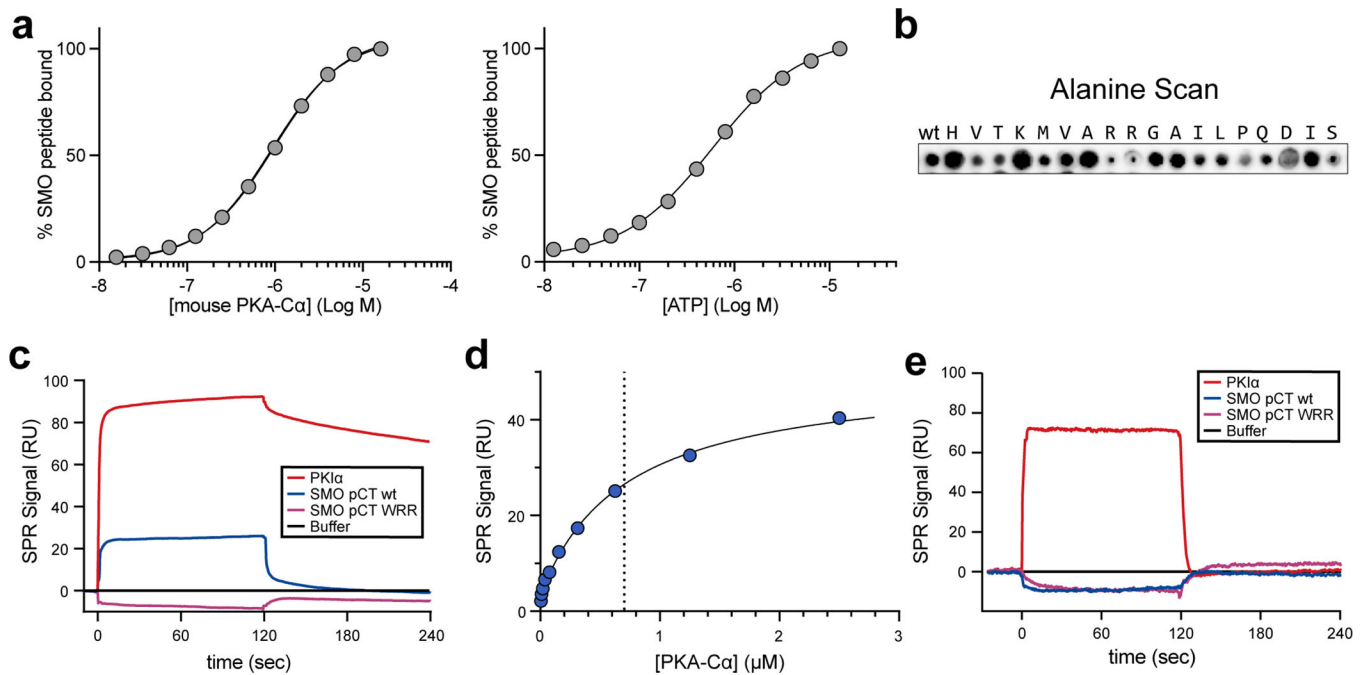 a
% SMO peptide bound
100
50
0
-8 -7 -6 -5 -4
[mouse PKA-Cα] (Log M)
% SMO peptide bound
100
50
0
-8 -7 -6 -5
[ATP] (Log M)
b
Alanine Scan
wt H V T K M V A R R G A I L P Q D I S
c
SPR Signal (RU)
100
80
60
40
20
0
0 60 120 180 240
time (sec)
PKIα
SMO pCT wt
SMO pCT WRR
Buffer
d
SPR Signal (RU)
40
20
0
0 1 2 3
[PKA-Cα] (μM)
e
SPR Signal (RU)
100
80
60
40
20
0
0 60 120 180 240
time (sec)
PKIα
SMO pCT wt
SMO pCT WRR
Buffer